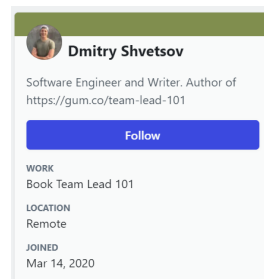 Dmitry Shvetsov
Software Engineer and Writer. Author of
https://gum.co/team-lead-101
Follow
WORK
Book Team Lead 101
LOCATION
Remote
JOINED
Mar 14, 2020